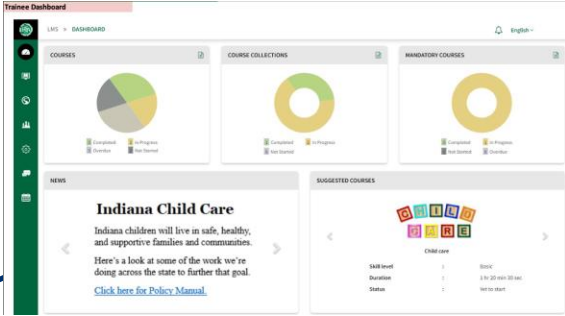 Trainee Dashboard
LMS » DASHBOARD
English
COURSES
COURSE COLLECTIONS
MANDATORY COURSES
Completed In Progress
Overdue Not Started
Completed In Progress
Not Started
Completed In Progress
Not Started Overdue
NEWS
SUGGESTED COURSES
Indiana Child Care
Indiana children will live in safe, healthy,
and supportive families and communities.
Here's a look at some of the work we're
doing across the state to further that goal.
Click here for Policy Manual.
CHILD
CARE
Child care
Skill level : Basic
Duration : 1 hr 20 min 30 sec
Status : Yet to start